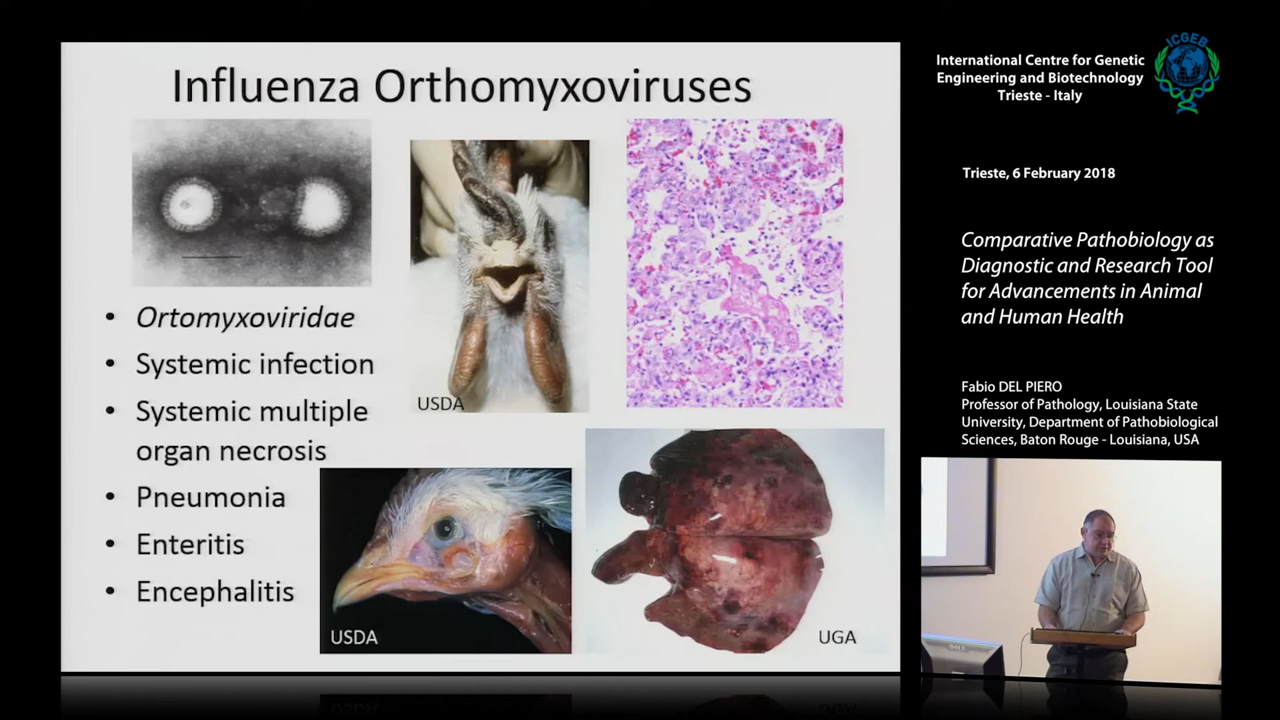 Influenza Orthomyxoviruses
• Ortomyxoviridae
• Systemic infection
• Systemic multiple
organ necrosis
• Pneumonia
• Enteritis
• Encephalitis
USDA
USDA
UGA
International Centre for Genetic
Engineering and Biotechnology
Trieste - Italy
ICGEB
Trieste, 6 February 2018
Comparative Pathobiology as
Diagnostic and Research Tool
for Advancements in Animal
and Human Health
Fabio DEL PIERO
Professor of Pathology, Louisiana State
University, Department of Pathobiological
Sciences, Baton Rouge - Louisiana, USA
DELL